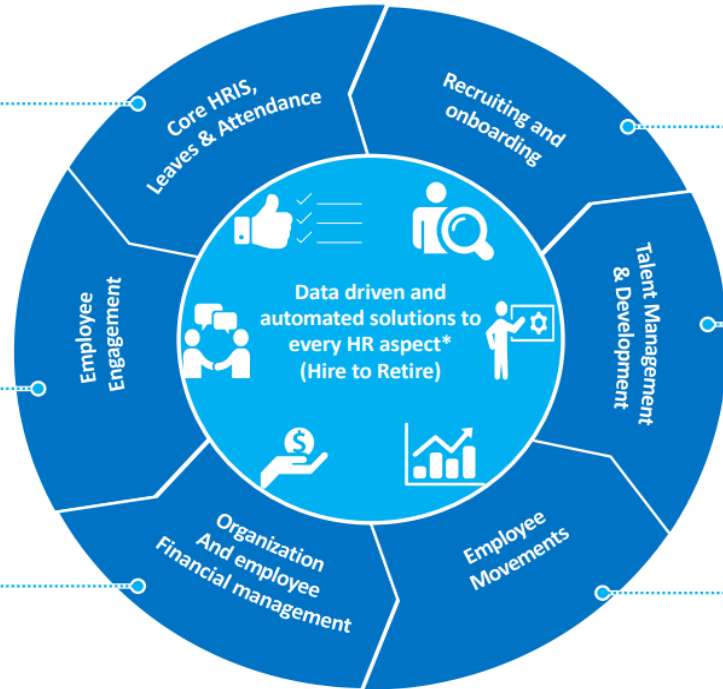 Core HRIS,
Leaves & Attendance
Recruiting and
onboarding
Talent Management
& Development
Employee
Movements
Organization
And employee
Financial management
Employee
Engagement
Data driven and
automated solutions to
every HR aspect*
(Hire to Retire)
$